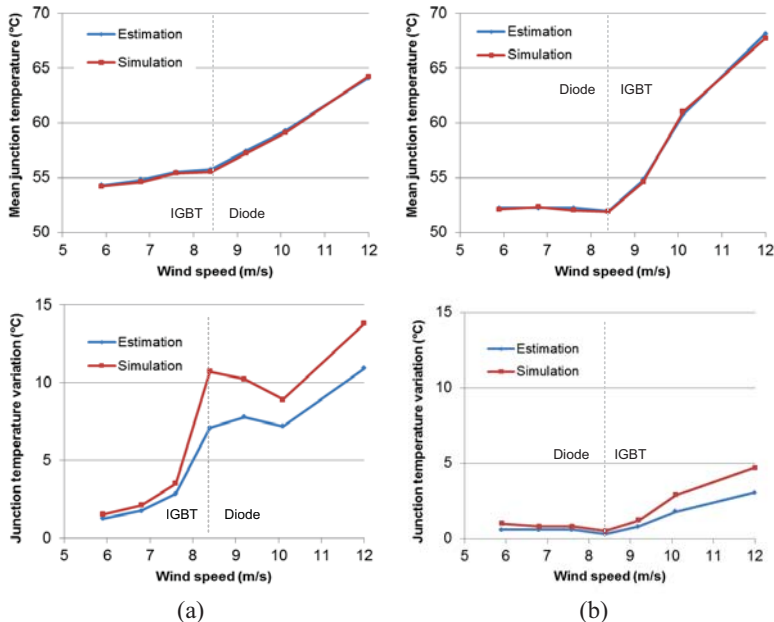 70
65
60
55
50
Mean junction temperature (°C)
Estimation
Simulation
IGBT
Diode
5 6 7 8 9 10 11 12
Wind speed (m/s)
70
65
60
55
50
Mean junction temperature (°C)
Estimation
Simulation
Diode
IGBT
5 6 7 8 9 10 11 12
Wind speed (m/s)
15
10
5
0
Junction temperature variation (°C)
Estimation
Simulation
IGBT
Diode
5 6 7 8 9 10 11 12
Wind speed (m/s)
15
10
5
0
Junction temperature variation (°C)
Estimation
Simulation
Diode
IGBT
5 6 7 8 9 10 11 12
Wind speed (m/s)
(a)
(b)